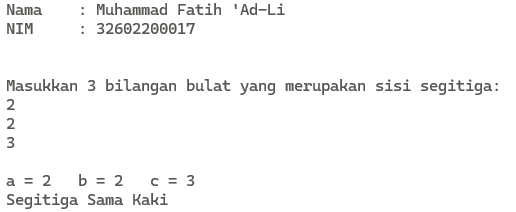 Nama    : Muhammad Fatih 'Ad-Li
NIM     : 32602200017
Masukkan 3 bilangan bulat yang merupakan sisi segitiga:
2
2
3
a = 2   b = 2   c = 3
Segitiga Sama Kaki